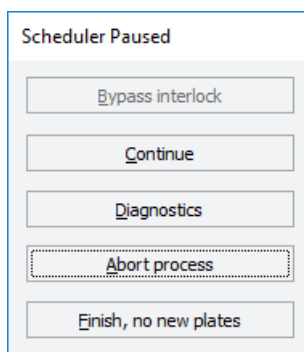 Scheduler Paused
Bypass interlock
Continue
Diagnostics
Abort process
Finish, no new plates